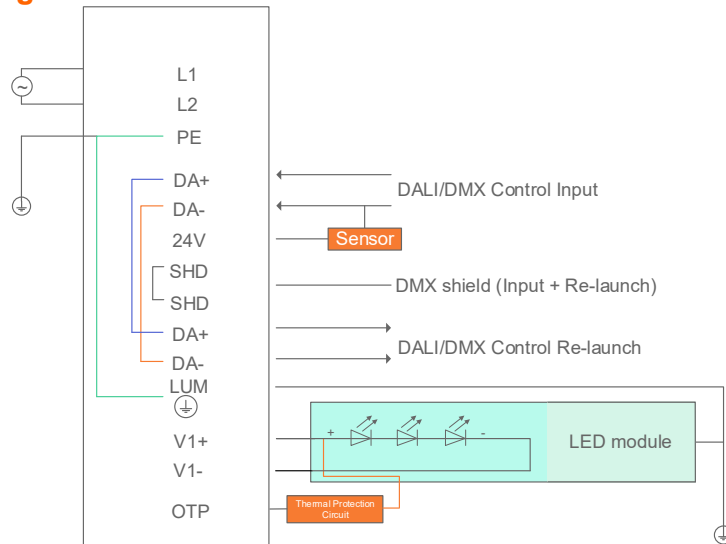 L1
L2
PE
DA+
DALI/DMX Control Input
DA-
24V
Sensor
SHD
DMX shield (Input + Re-launch)
SHD
DA+
DALI/DMX Control Re-launch
DA-
LUM
+
-
V1+
LED module
V1-
Thermal Protection
Circuit
OTP